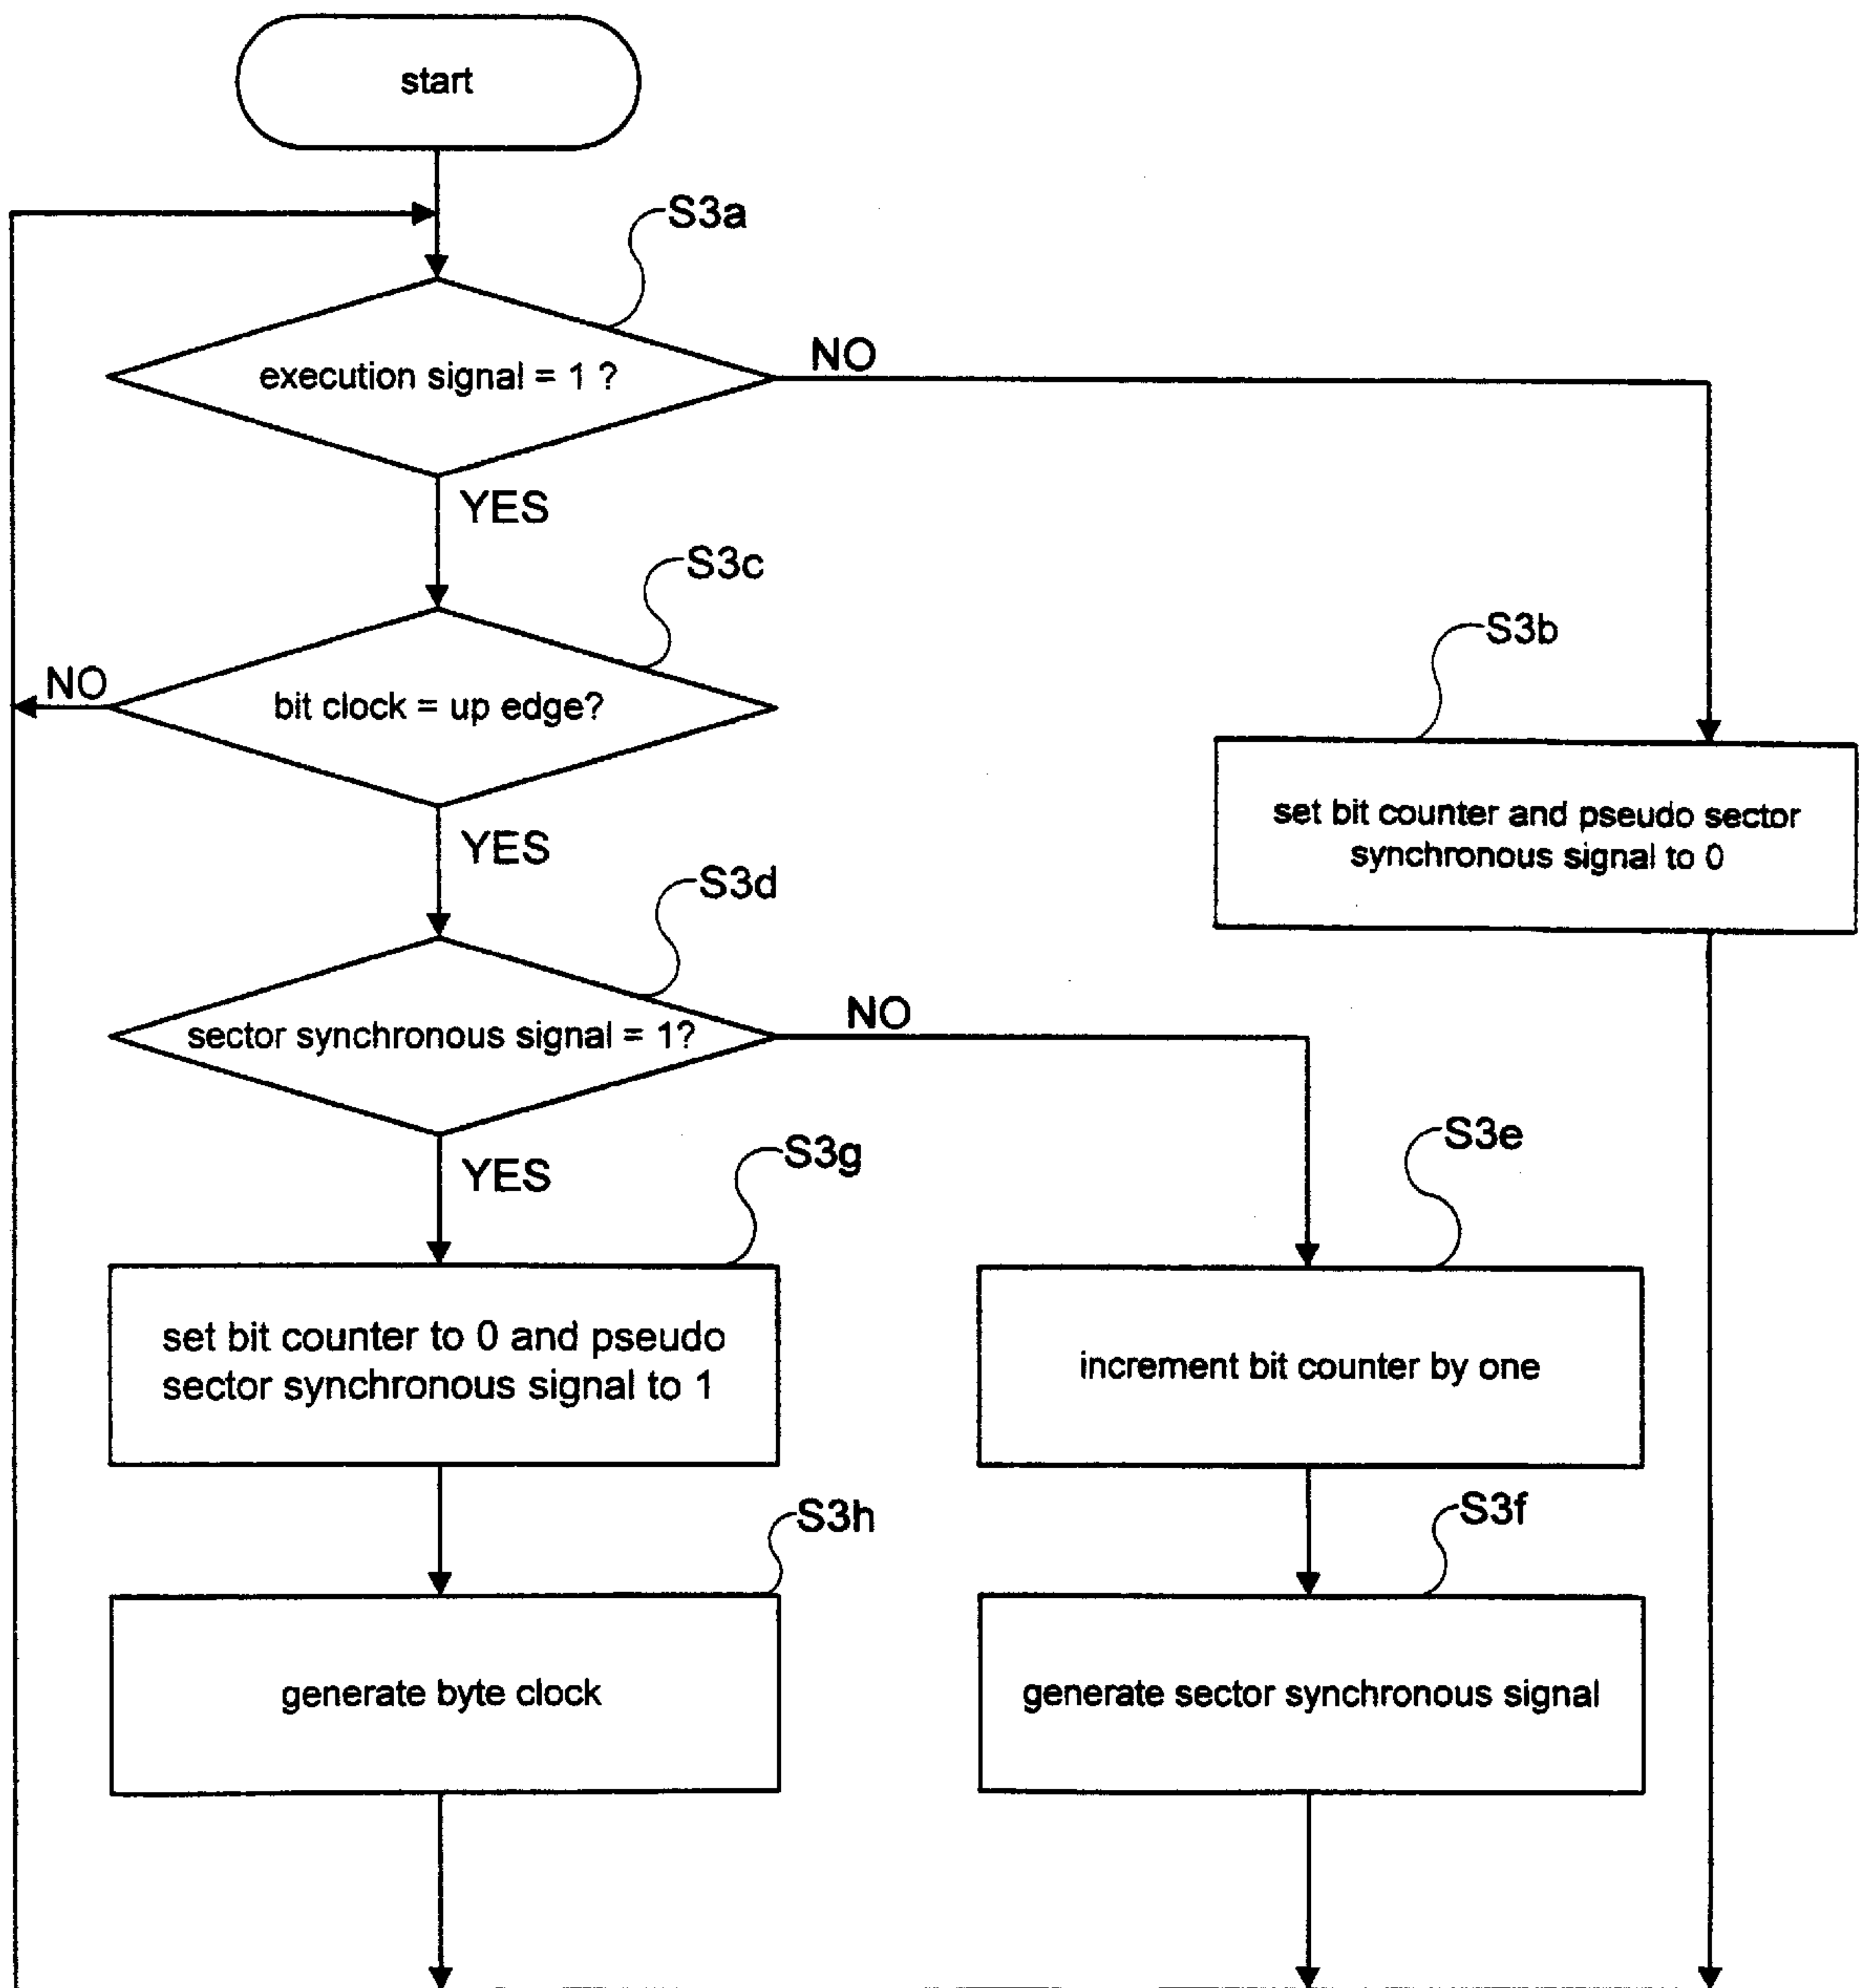 start
S3a
execution signal = 1 ?
NO
YES
S3c
bit clock = up edge?
NO
YES
S3b
set bit counter and pseudo sector
synchronous signal to 0
S3d
sector synchronous signal = 1?
NO
YES
S3g
set bit counter to 0 and pseudo
sector synchronous signal to 1
S3e
increment bit counter by one
S3h
generate byte clock
S3f
generate sector synchronous signal